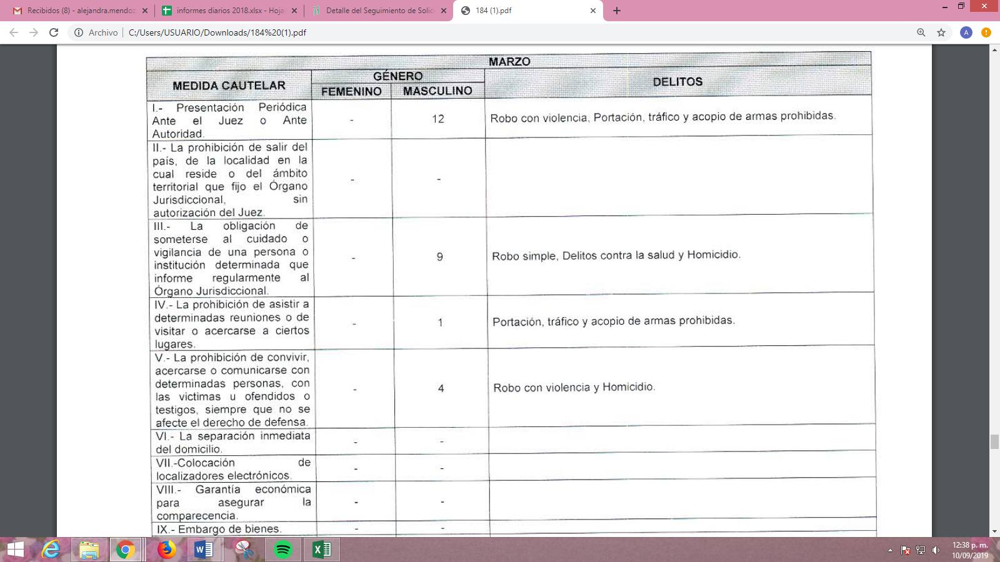 Recibidos (8) - alejandra.mendoz
informes diarios 2018.xlsx - Hoja
Detalle del Seguimiento de Solic
184 (1).pdf
Archivo
C:/Users/USUARIO/Downloads/184%20(1).pdf
A
MARZO
MEDIDA CAUTELAR
GÉNERO
DELITOS
FEMENINO
MASCULINO
I.- Presentación Periódica
Ante el Juez o Ante
Autoridad.
-
12
Robo con violencia, Portación, tráfico y acopio de armas prohibidas.
II.- La prohibición de salir del
país, de la localidad en la
cual reside o del ámbito
territorial que fijo el Órgano
Jurisdiccional, sin
autorización del Juez.
-
-
III.- La obligación de
someterse al cuidado o
vigilancia de una persona o
institución determinada que
informe regularmente al
Órgano Jurisdiccional.
-
9
Robo simple, Delitos contra la salud y Homicidio.
IV.- La prohibición de asistir a
determinadas reuniones o de
visitar o acercarse a ciertos
lugares.
-
1
Portación, tráfico y acopio de armas prohibidas.
V.- La prohibición de convivir,
acercarse o comunicarse con
determinadas personas, con
las victimas u ofendidos o
testigos, siempre que no se
afecte el derecho de defensa.
-
4
Robo con violencia y Homicidio.
VI.- La separación inmediata
del domicilio.
-
-
VII.-Colocación de
localizadores electrónicos.
-
-
VIII.- Garantía económica
para asegurar la
comparecencia.
-
-
IX.- Embargo de bienes.
-
-
12:38 p. m.
10/09/2019